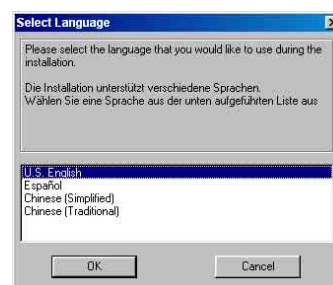 Select Language
Please select the language that you would like to use during the
installation.
Die Installation unterstützt verschiedene Sprachen.
Wählen Sie eine Sprache aus der unten aufgeführten Liste aus
U.S. English
Español
Chinese (Simplified)
Chinese (Traditional)
OK
Cancel